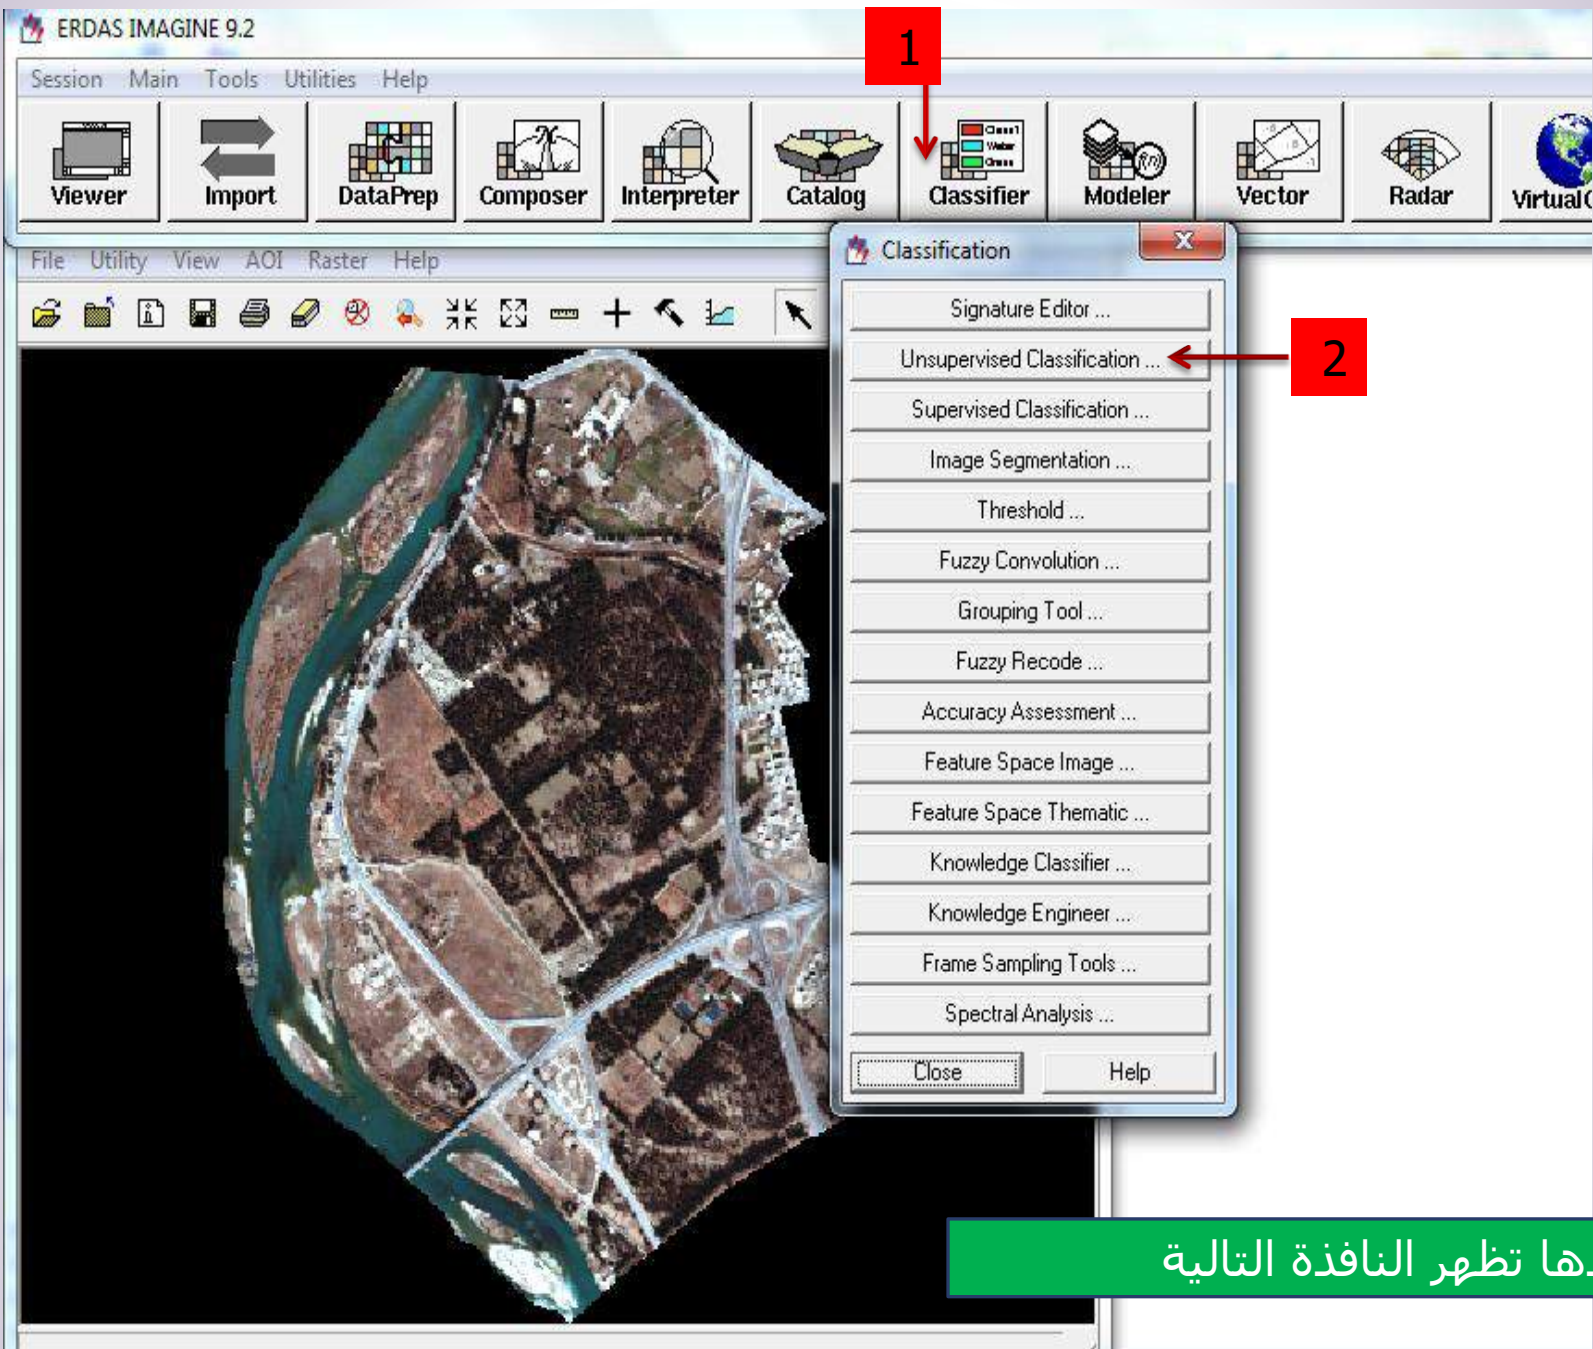 ERDAS IMAGINE 9.2
1
Session Main Tools Utilities Help
Viewer Import DataPrep Composer Interpreter Catalog Classifier Modeler Vector Radar
Classification
File Utility View AOI Raster Help
Signature Editor ...
Unsupervised Classification ...
2
Supervised Classification ...
Image Segmentation ...
Threshold ...
Fuzzy Convolution ...
Grouping Tool ...
Fuzzy Recode ...
Accuracy Assessment ...
Feature Space Image ...
Feature Space Thematic ...
Knowledge Classifier ...
Knowledge Engineer ...
Frame Sampling Tools ...
Spectral Analysis ...
Close Help
تظهر النافذة التالية